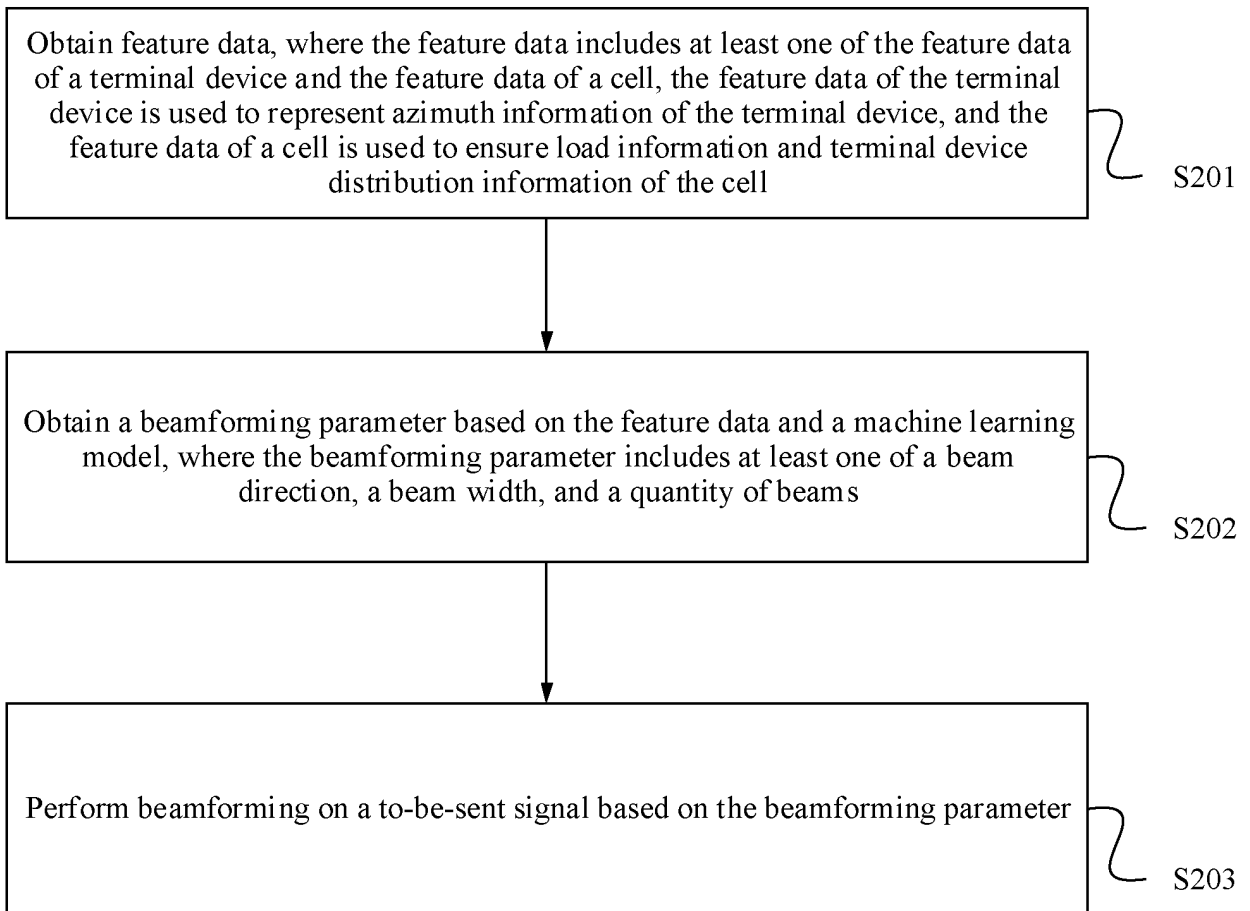 Obtain feature data, where the feature data includes at least one of the feature data
of a terminal device and the feature data of a cell, the feature data of the terminal
device is used to represent azimuth information of the terminal device, and the
feature data of a cell is used to ensure load information and terminal device
distribution information of the cell
S201
Obtain a beamforming parameter based on the feature data and a machine learning
model, where the beamforming parameter includes at least one of a beam
direction, a beam width, and a quantity of beams
S202
Perform beamforming on a to-be-sent signal based on the beamforming parameter
S203